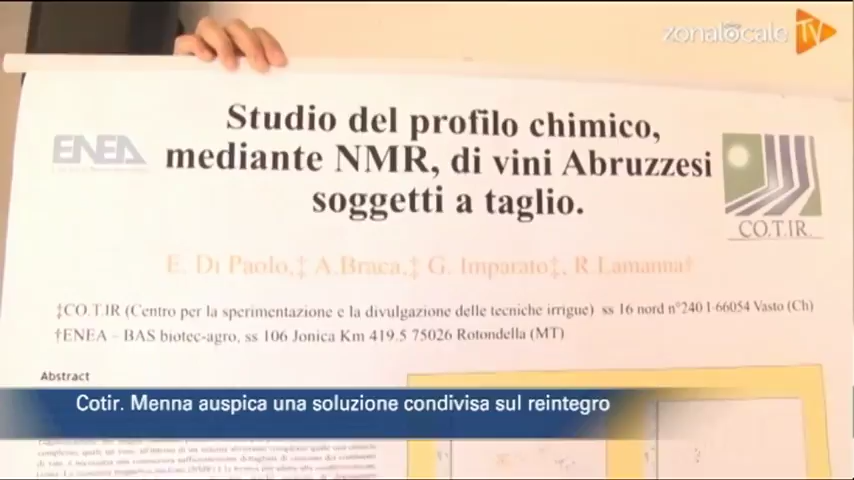 zonalocale TV
Studio del profilo chimico,
mediante NMR, di vini Abruzzesi
soggetti a taglio.
ENEA
CO.T.IR.
E. Di Paolo,‡ A.Braca,‡ G. Imparato‡, R Lamanna†
‡CO.T.IR (Centro per la sperimentazione e la divulgazione delle tecniche irrigue) ss 16 nord n°240 I-66054 Vasto (Ch)
†ENEA – BAS biotec-agro, ss 106 Jonica Km 419.5 75026 Rotondella (MT)
Abstract
Cotir. Menna auspica una soluzione condivisa sul reintegro